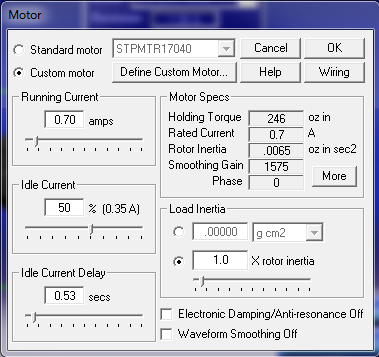 Motor
Standard motor STPMTR17040 Cancel OK
Custom motor Define Custom Motor... Help Wiring
Running Current
0.70 amps
Idle Current
50 % (0.35 A)
Idle Current Delay
0.53 secs
Motor Specs
Holding Torque 246 oz in
Rated Current 0.7 A
Rotor Inertia .0065 oz in sec2
Smoothing Gain 1575
Phase 0 More
Load Inertia
.00000 g cm2
1.0 X rotor inertia
Electronic Damping/Anti-resonance Off
Waveform Smoothing Off